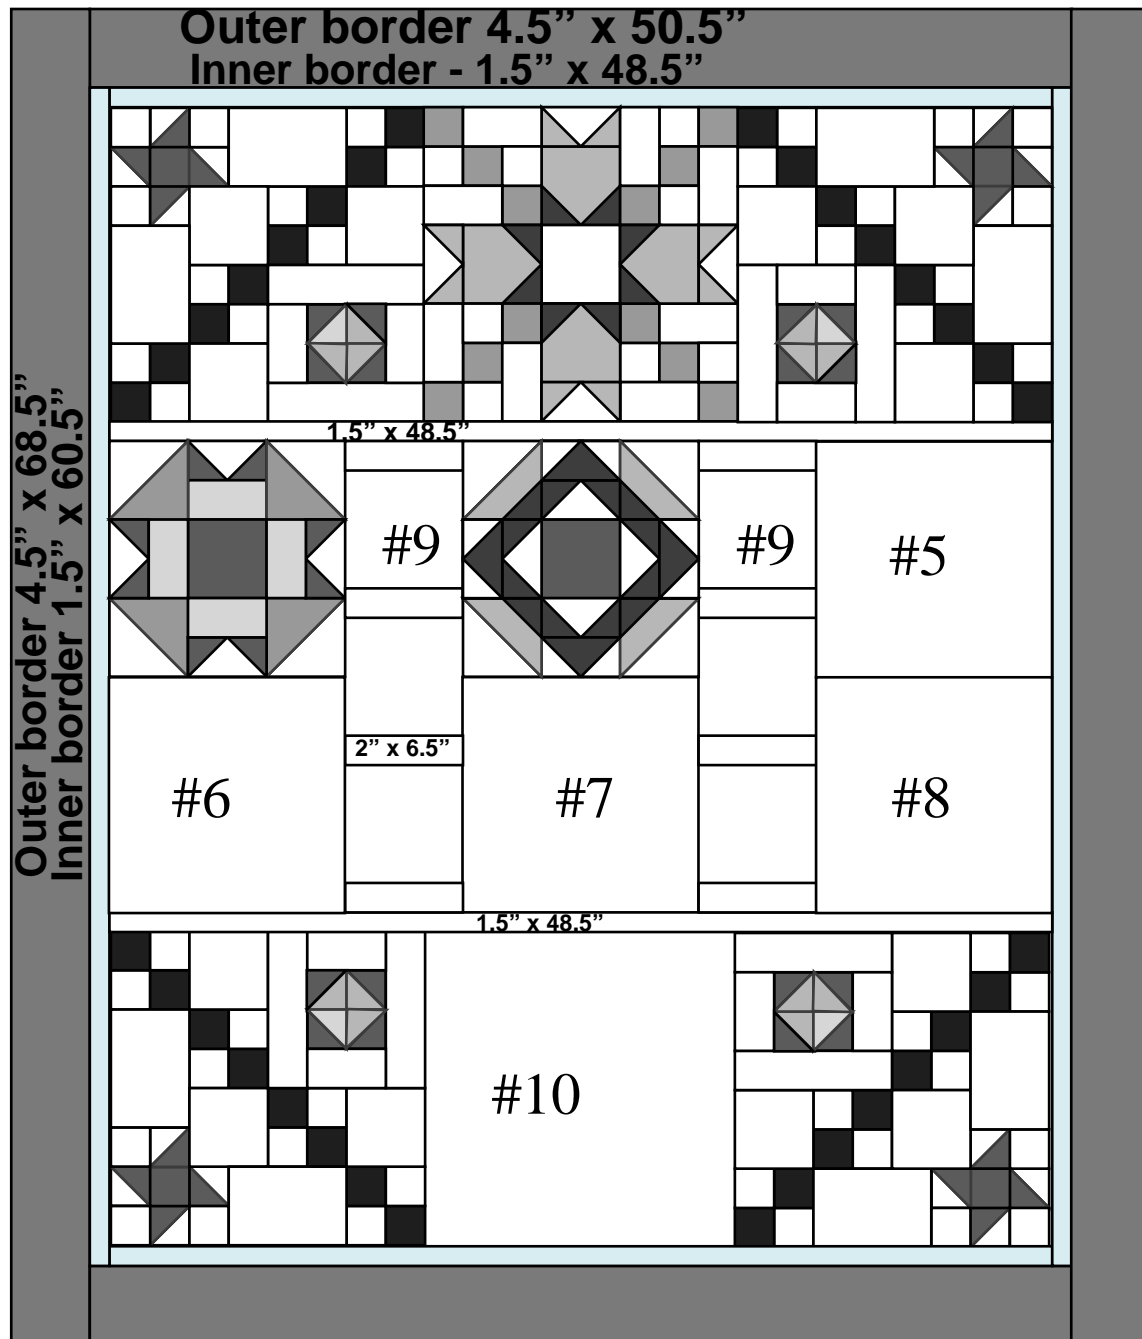 Outer border 4.5” x 50.5”
Inner border - 1.5” x 48.5”
Outer border 4.5” x 68.5”
Inner border 1.5” x 60.5”
1.5” x 48.5”
#9
#9
#5
2” x 6.5”
#6
#7
#8
1.5” x 48.5”
#10